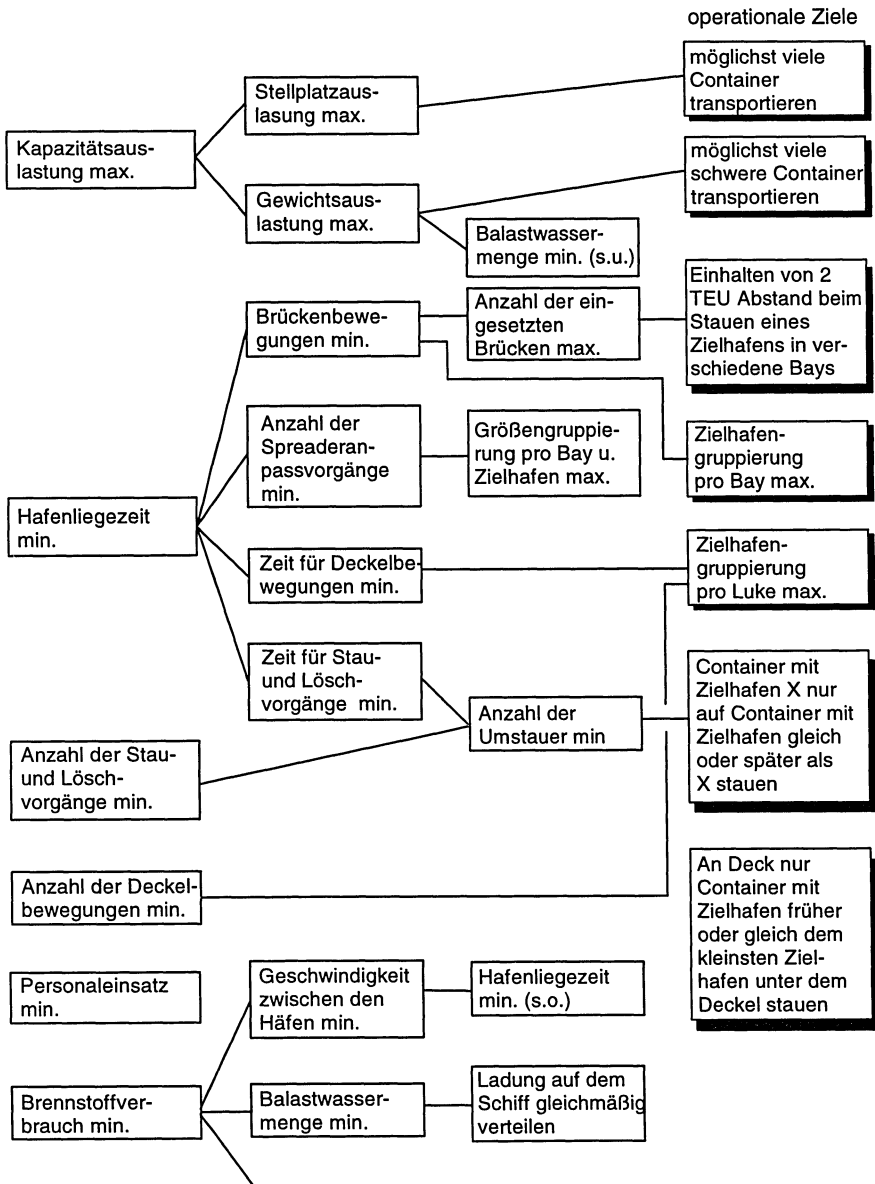 operationale Ziele
möglichst viele
Container
transportieren
Stellplatzaus-
lasung max.
Kapazitätsaus-
lastung max.
möglichst viele
schwere Container
transportieren
Gewichtsaus-
lastung max.
Balastwasser-
menge min. (s.u.)
Einhalten von 2
TEU Abstand beim
Stauen eines
Zielhafens in ver-
schiedene Bays
Brückenbewe-
gungen min.
Anzahl der ein-
gesetzten
Brücken max.
Anzahl der
Spreaderan-
passvorgänge
min.
Größengruppie-
rung pro Bay u.
Zielhafen max.
Zielhafen-
gruppierung
pro Bay max.
Hafenliegezeit
min.
Zeit für Deckelbe-
wegungen min.
Zielhafen-
gruppierung
pro Luke max.
Zeit für Stau-
und Lösch-
vorgänge min.
Anzahl der
Umstauer min
Container mit
Zielhafen X nur
auf Container mit
Zielhafen gleich
oder später als
X stauen
Anzahl der Stau-
und Lösch-
vorgänge min.
Anzahl der Deckel-
bewegungen min.
An Deck nur
Container mit
Zielhafen früher
oder gleich dem
kleinsten Ziel-
hafen unter dem
Deckel stauen
Personaleinsatz
min.
Geschwindigkeit
zwischen den
Häfen min.
Hafenliegezeit
min. (s.o.)
Brennstoffver-
brauch min.
Balastwasser-
menge min.
Ladung auf dem
Schiff gleichmäßig
verteilen